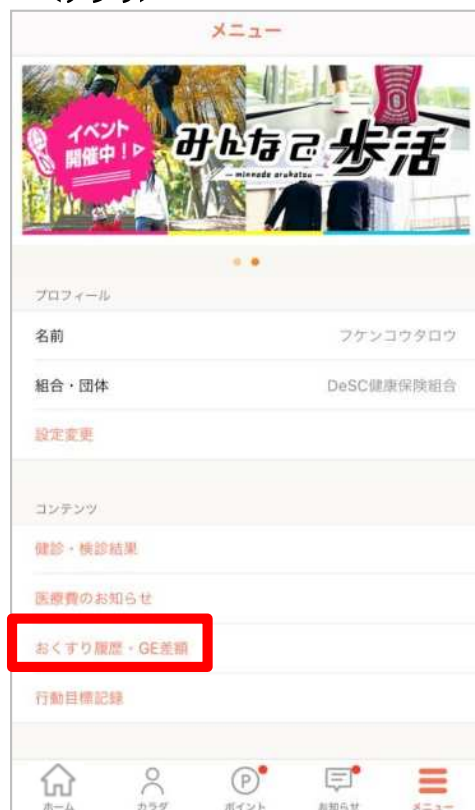 メニュー
イベント
開催中!
みんなで歩活
– minnade arukatsu –
プロフィール
名前 フケンコウタロウ
組合・団体 DeSC健康保険組合
設定変更
コンテンツ
健診・検診結果
医療費のお知らせ
おくすり履歴・GE差額
行動目標記録
P
ホーム カラダ ポイント お知らせ メニュー